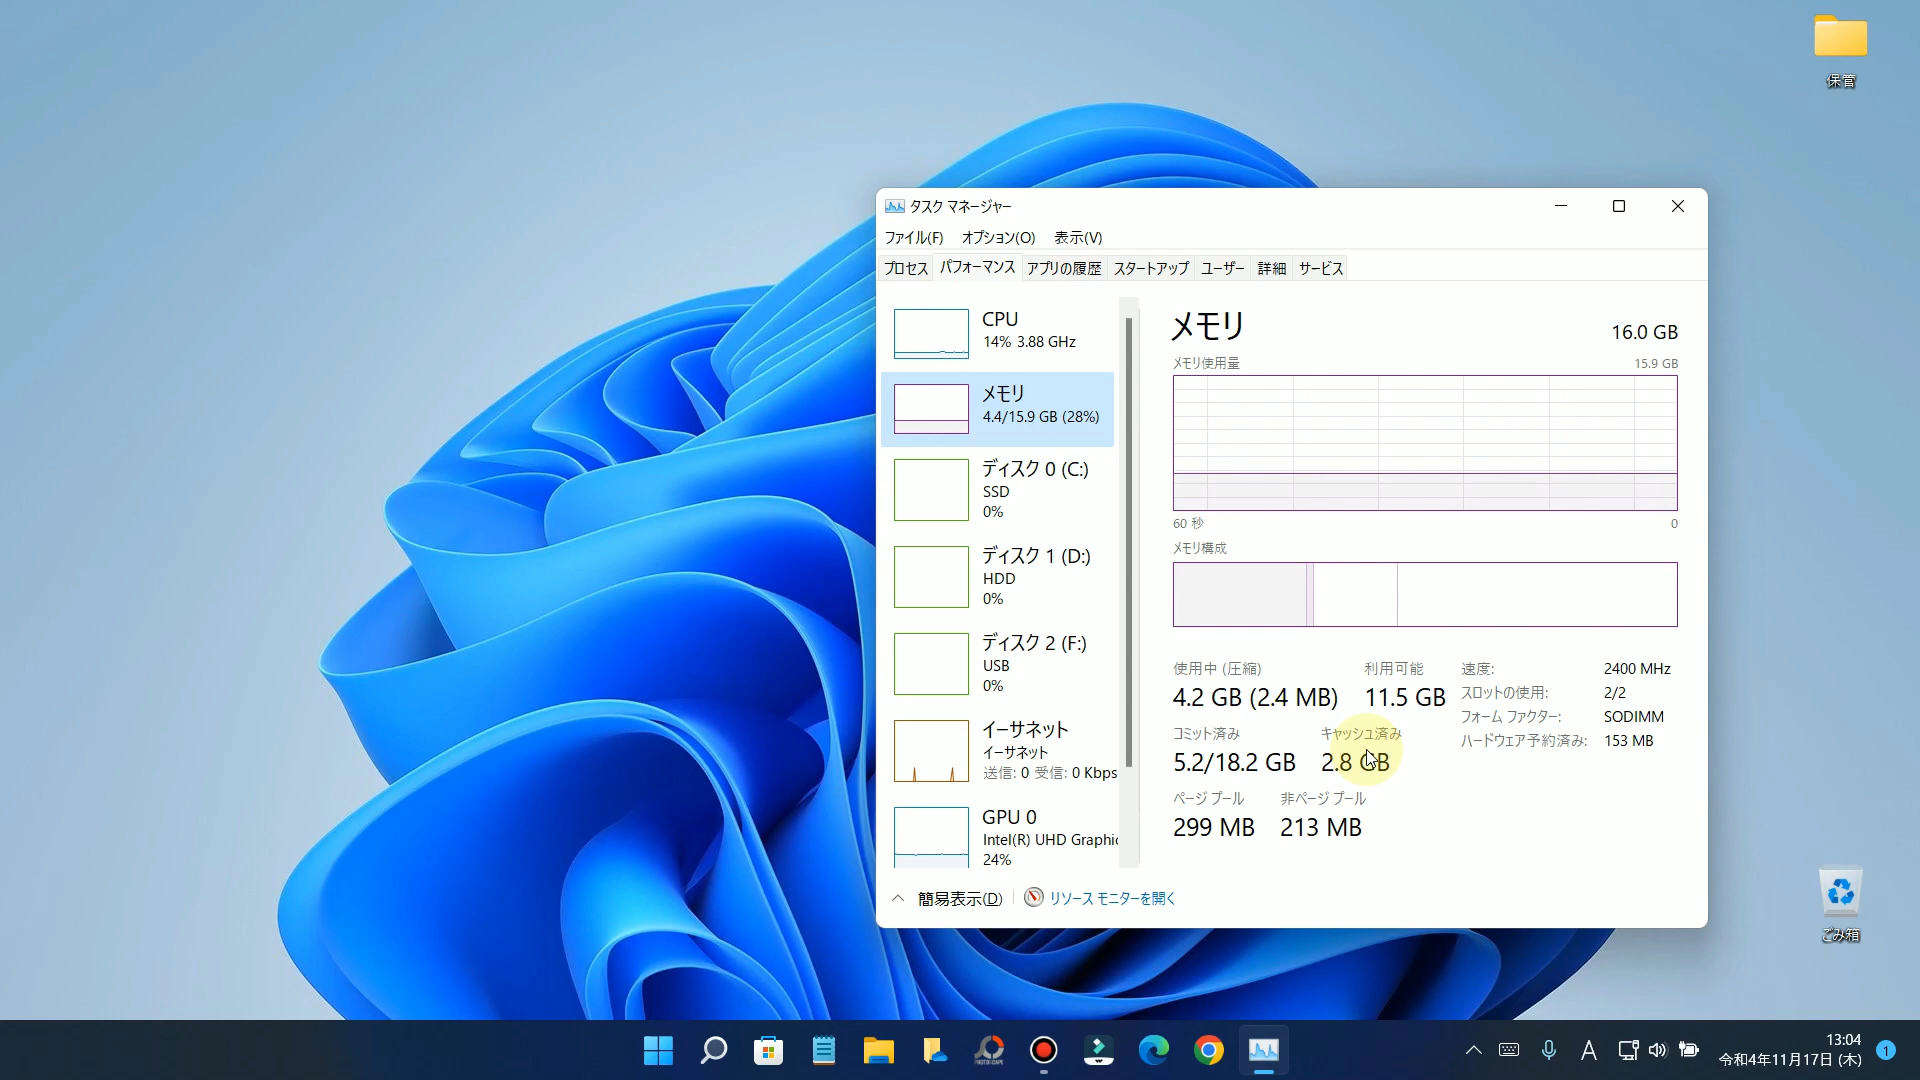 保管
タスク マネージャー
ファイル(F) オプション(O) 表示(V)
プロセス パフォーマンス アプリの履歴 スタートアップ ユーザー 詳細 サービス
CPU
14% 3.88 GHz
メモリ
4.4/15.9 GB (28%)
ディスク 0 (C:)
SSD
0%
ディスク 1 (D:)
HDD
0%
ディスク 2 (F:)
USB
0%
イーサネット
イーサネット
送信: 0 受信: 0 Kbps
GPU 0
Intel(R) UHD Graphic
24%
メモリ 16.0 GB
メモリ使用量 15.9 GB
60 秒 0
メモリ構成
使用中 (圧縮) 利用可能
4.2 GB (2.4 MB) 11.5 GB
コミット済み キャッシュ済み
5.2/18.2 GB 2.8 GB
ページ プール 非ページ プール
299 MB 213 MB
速度: 2400 MHz
スロットの使用: 2/2
フォーム ファクター: SODIMM
ハードウェア予約済み: 153 MB
簡易表示(D) リソース モニターを開く
ごみ箱
A
13:04
令和4年11月17日 (木)
1